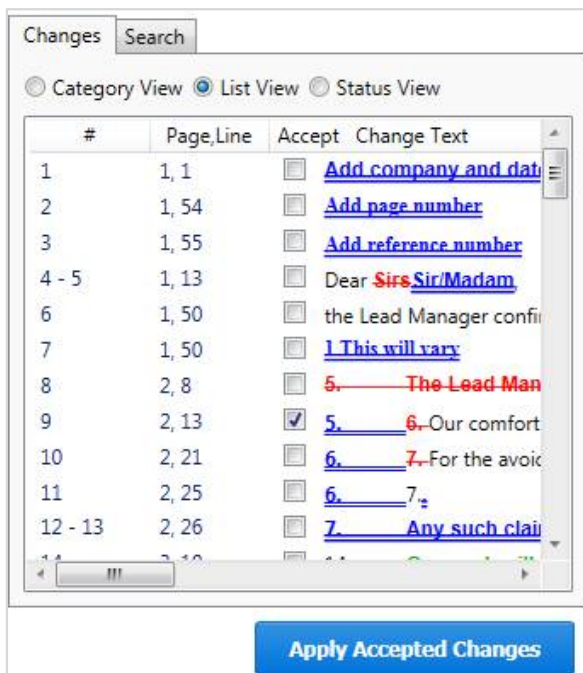 Changes Search
Category View List View Status View
# Page,Line Accept Change Text
1 1, 1 Add company and date
2 1, 54 Add page number
3 1, 55 Add reference number
4 - 5 1, 13 Dear Sirs Sir/Madam,
6 1, 50 the Lead Manager confi
7 1, 50 1 This will vary
8 2, 8 5. The Lead Man
9 2, 13 5. 6. Our comfort
10 2, 21 6. 7. For the avoid
11 2, 25 6. 7.
12 - 13 2, 26 7. Any such clai
Apply Accepted Changes